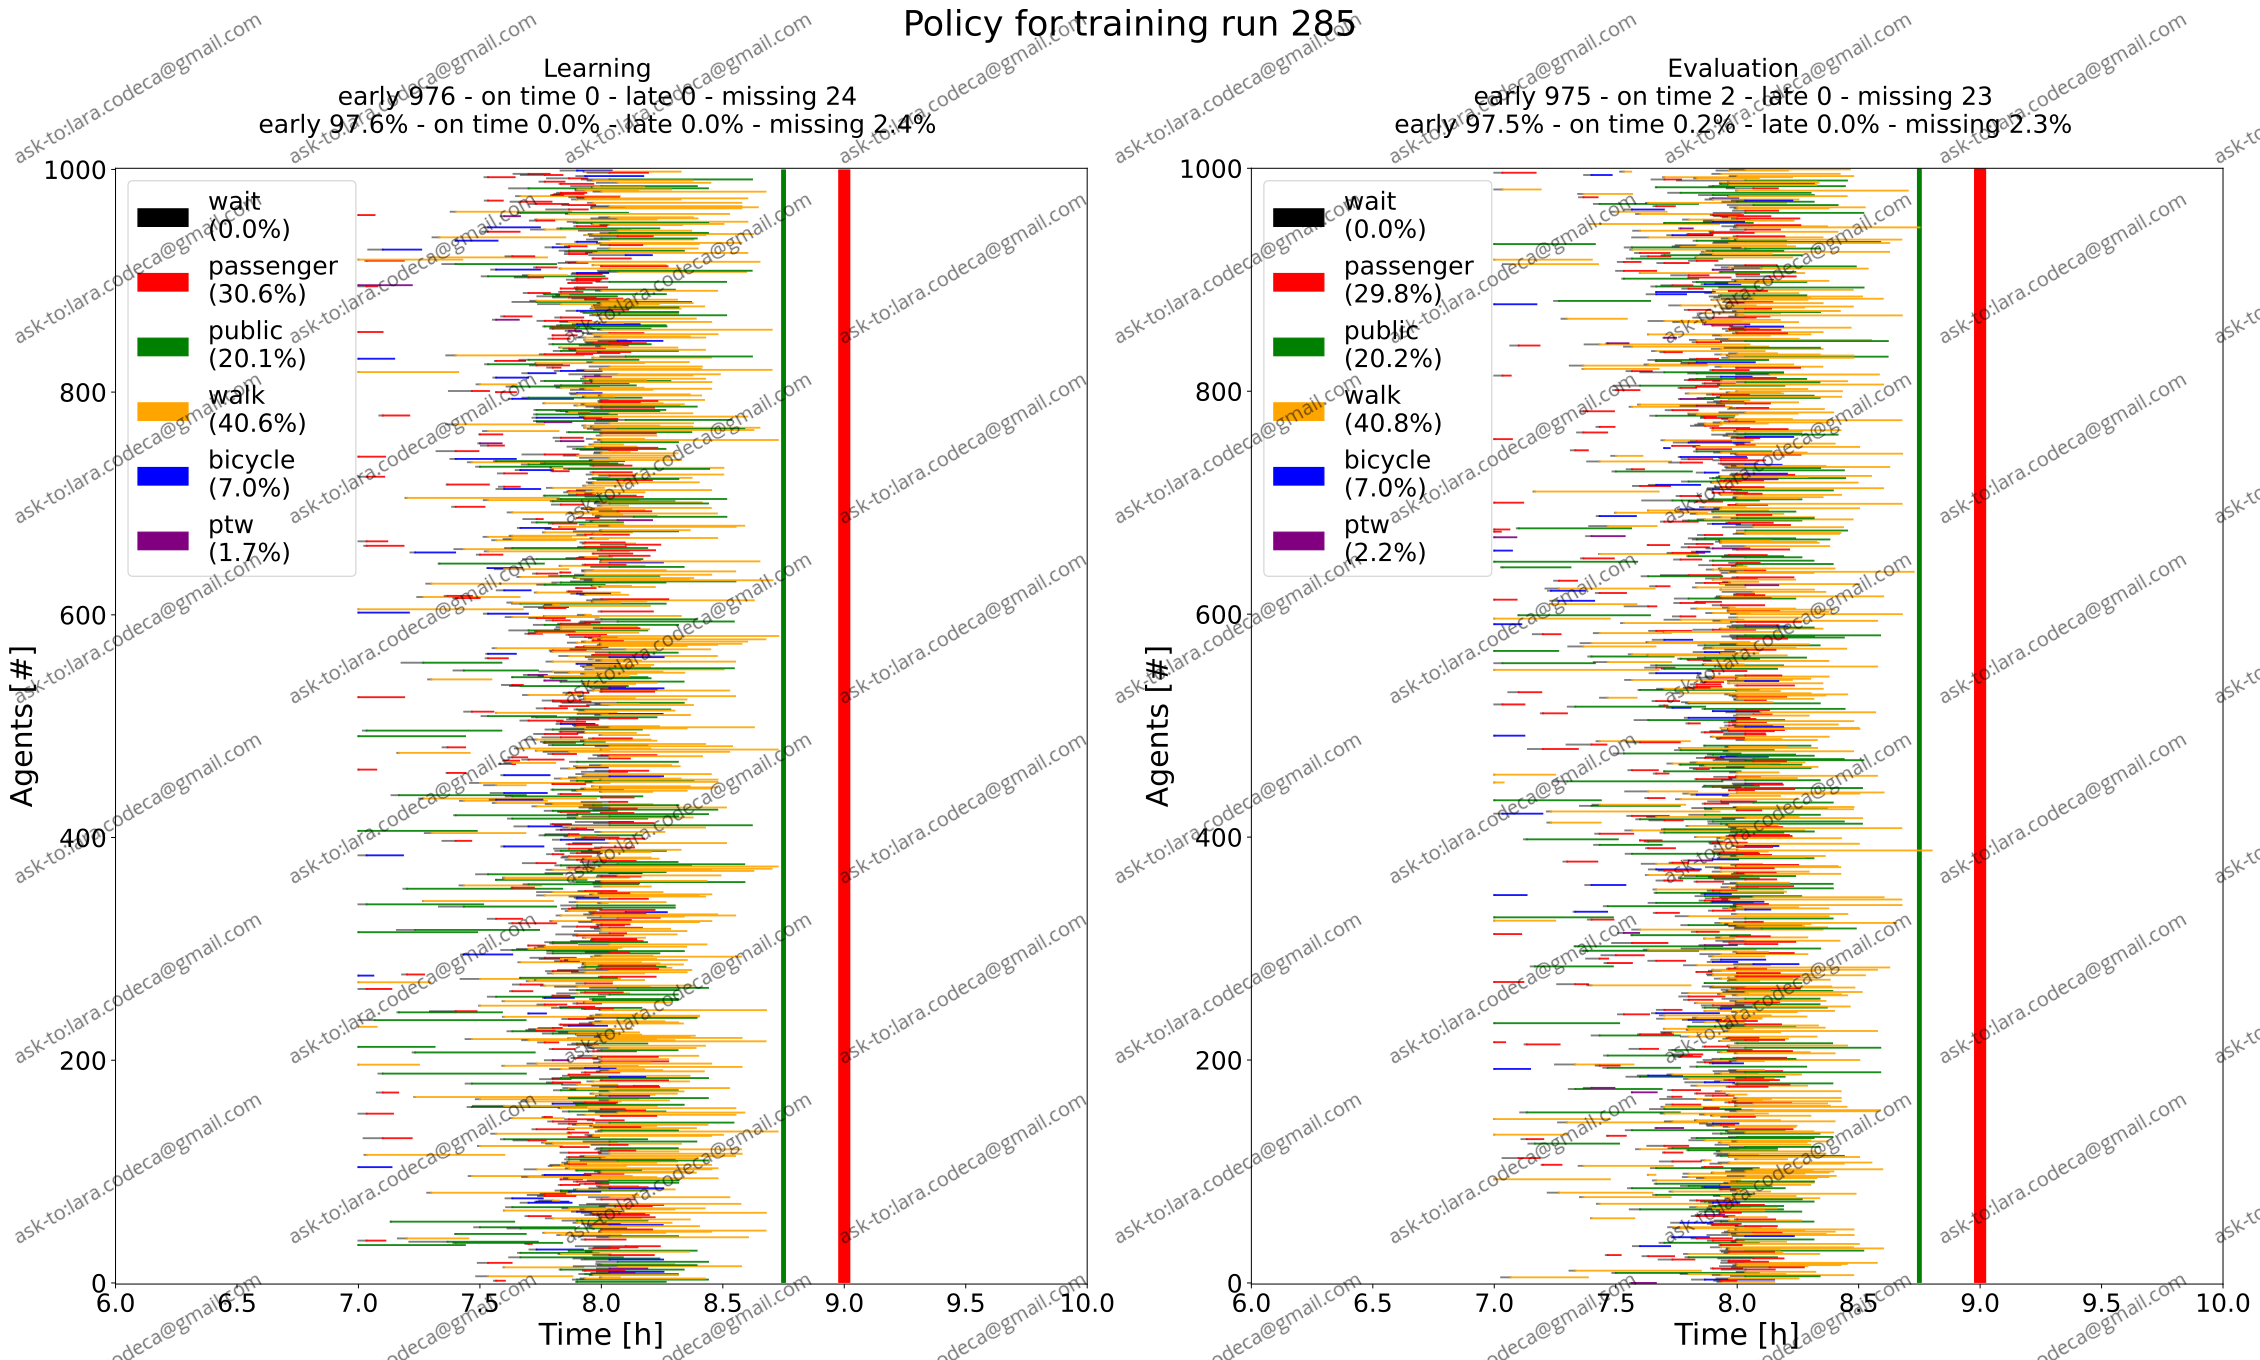 Policy for training run 285
Learning
early 976 - on time 0 - late 0 - missing 24
early 97.6% - on time 0.0% - late 0.0% - missing 2.4%
Agents [#]
1000
800
600
400
200
0
wait
(0.0%)
passenger
(30.6%)
public
(20.1%)
walk
(40.6%)
bicycle
(7.0%)
ptw
(1.7%)
6.0 6.5 7.0 7.5 8.0 8.5 9.0 9.5 10.0
Time [h]
Evaluation
early 975 - on time 2 - late 0 - missing 23
early 97.5% - on time 0.2% - late 0.0% - missing 2.3%
Agents [#]
1000
800
600
400
200
0
wait
(0.0%)
passenger
(29.8%)
public
(20.2%)
walk
(40.8%)
bicycle
(7.0%)
ptw
(2.2%)
6.0 6.5 7.0 7.5 8.0 8.5 9.0 9.5 10.0
Time [h]
ask-to:lara.codeca@gmail.com